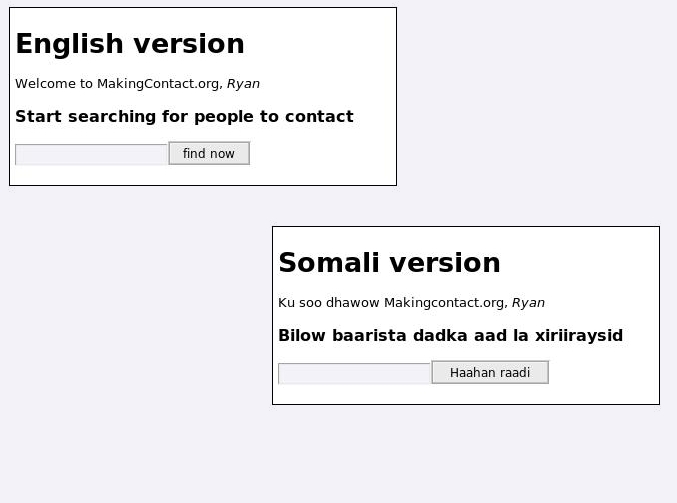 English version
Welcome to MakingContact.org, Ryan
Start searching for people to contact
find now
Somali version
Ku soo dhawow Makingcontact.org, Ryan
Bilow baarista dadka aad la xiriiraysid
Haahan raadi